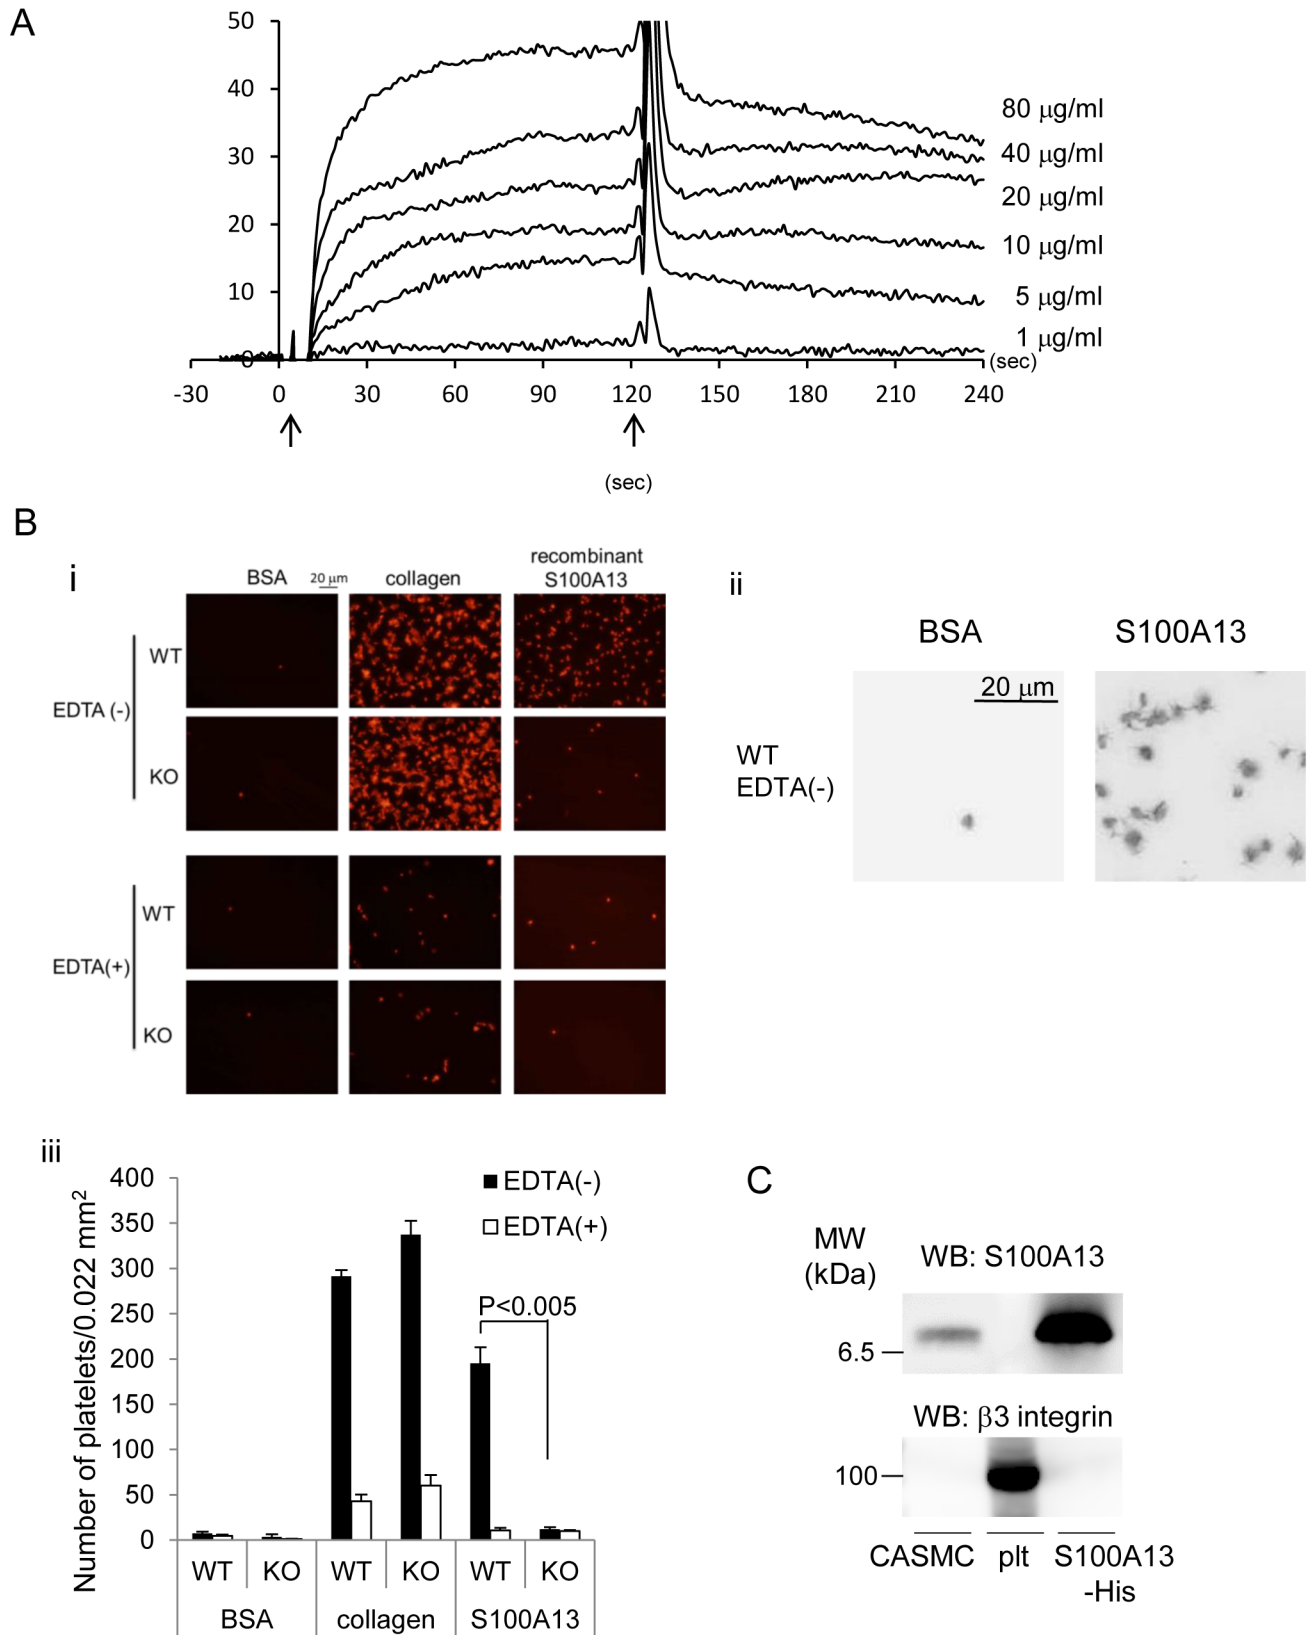 A
50
40
30
20
10
0
80 μg/ml
40 μg/ml
20 μg/ml
10 μg/ml
5 μg/ml
1 μg/ml
(sec)
-30 0 30 60 90 120 150 180 210 240
(sec)
B
i
BSA 20 μm collagen recombinant S100A13
WT
EDTA (-)
KO
WT
EDTA(+)
KO
ii
BSA S100A13
20 μm
WT
EDTA(-)
iii
Number of platelets/0.022 mm²
400
350
300
250
200
150
100
50
0
EDTA(-)
EDTA(+)
P<0.005
WT KO WT KO WT KO
BSA collagen S100A13
C
MW
(kDa)
WB: S100A13
6.5
WB: β3 integrin
100
CASMC plt S100A13
-His